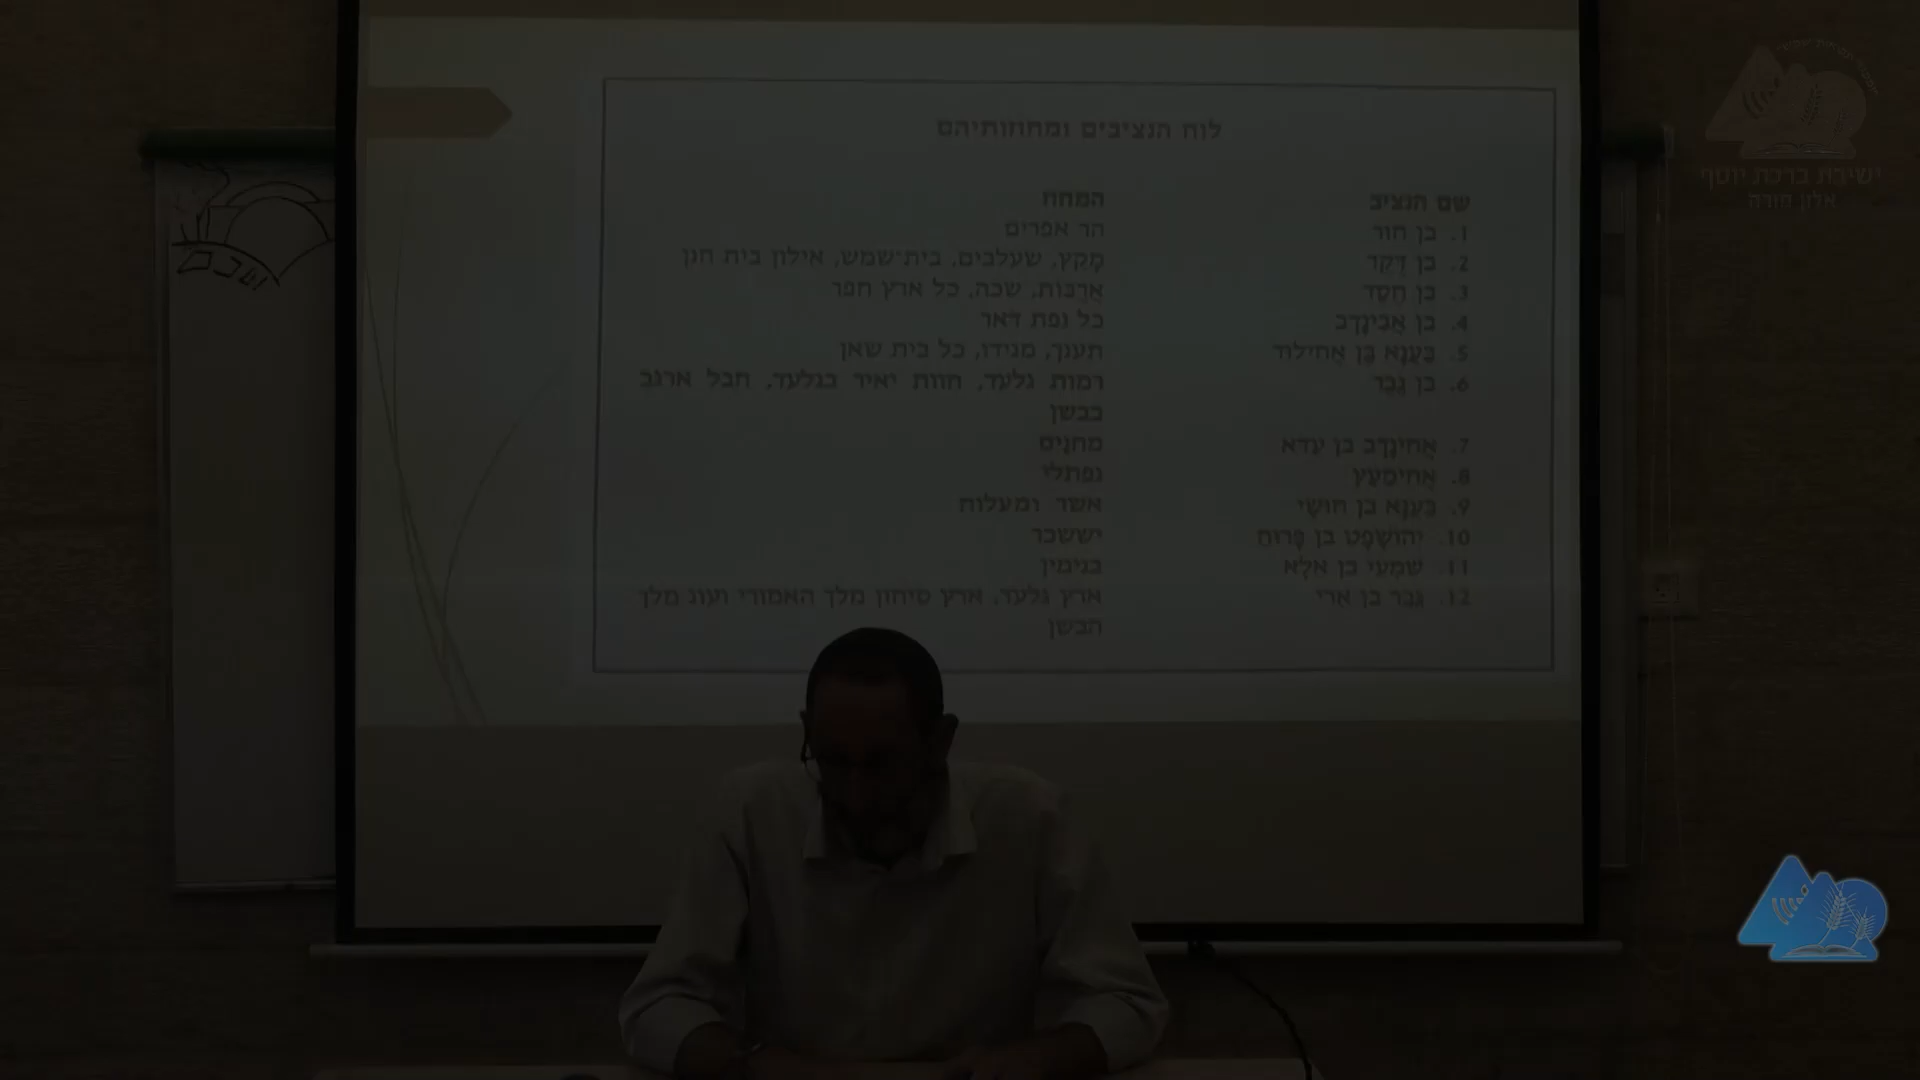 לוח הנציבים ומחוזותיהם
שם הנציב המחוז
1. בן חור הר אפרים
2. בן דֶקֶר מָקַץ, שעלבים, בית־שמש, אילון בית חנן
3. בן חֶסֶד אֲרֻבּוֹת, שׂכה, כל ארץ חפר
4. בן אֲבִינָדָב כל נפת דאר
5. בַּעֲנָא בֶּן אֲחִילוּד תענך, מגידו, כל בית שאן
6. בן גֶּבֶר רמות גלעד, חוות יאיר בגלעד, חבל ארגב
בבשן
7. אֲחִינָדָב בן עִדֹא מחנָיִם
8. אֲחִימַעַץ נפתלי
9. בַּעֲנָא בן חוּשָׁי אשר ומעלות
10. יְהוֹשָׁפָט בן פָּרוּחַ יששכר
11. שִׁמְעִי בן אֵלָא בנימין
12. גֶּבֶר בן אֻרִי ארץ גלעד, ארץ סיחון מלך האמורי ועוג מלך
הבשן
שכם
ישיבת ברכת יוסף
אלון מורה